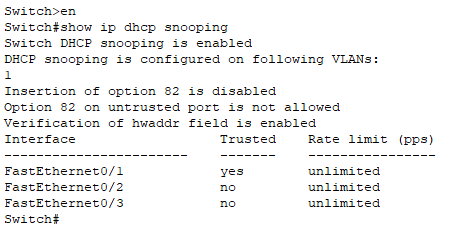 Switch>en
Switch#show ip dhcp snooping
Switch DHCP snooping is enabled
DHCP snooping is configured on following VLANs:
1
Insertion of option 82 is disabled
Option 82 on untrusted port is not allowed
Verification of hwaddr field is enabled
Interface                  Trusted    Rate limit (pps)
-----------------------    -------    ----------------
FastEthernet0/1            yes        unlimited
FastEthernet0/2            no         unlimited
FastEthernet0/3            no         unlimited
Switch#